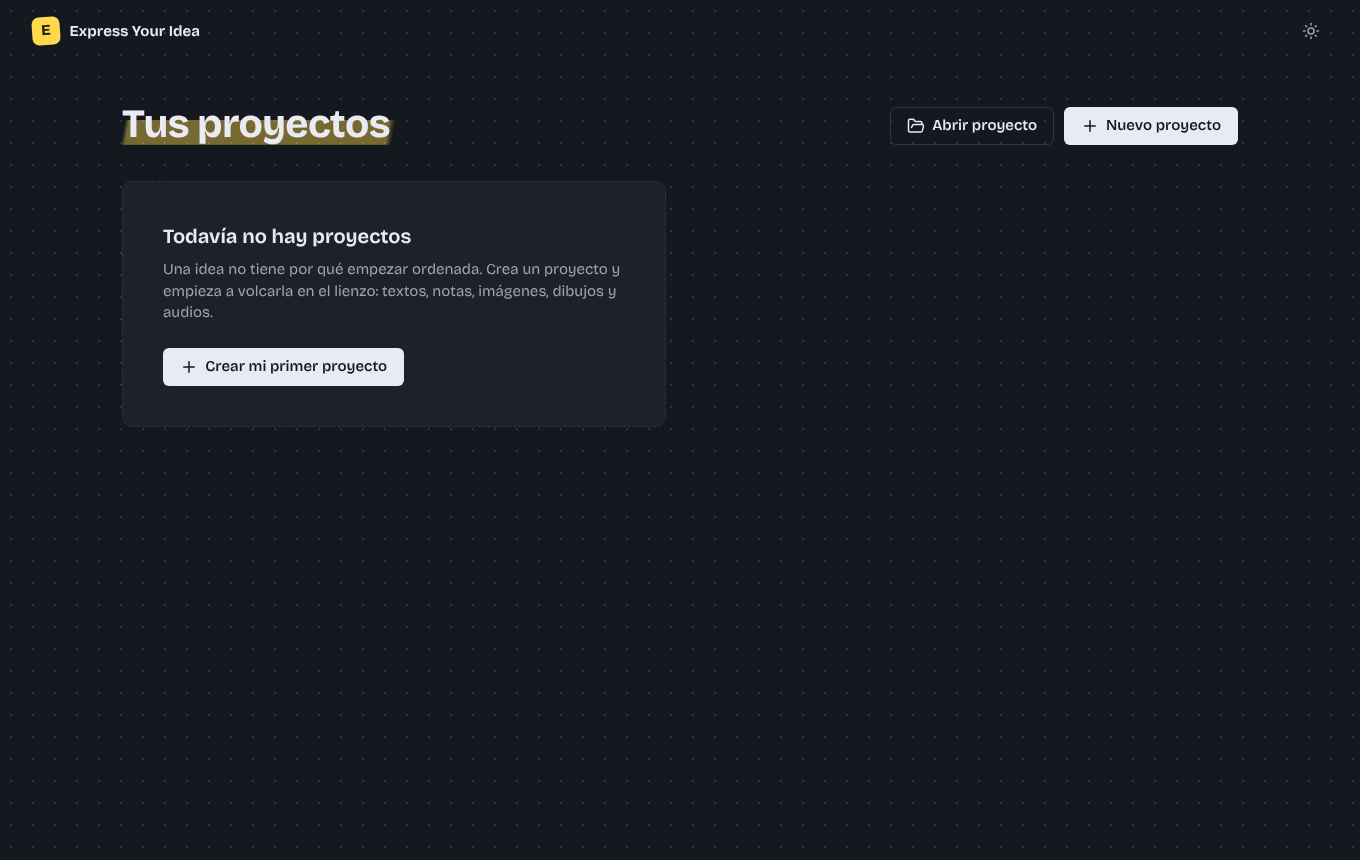 E Express Your Idea
Tus proyectos
Abrir proyecto
Nuevo proyecto
Todavía no hay proyectos
Una idea no tiene por qué empezar ordenada. Crea un proyecto y
empieza a volcarla en el lienzo: textos, notas, imágenes, dibujos y
audios.
Crear mi primer proyecto